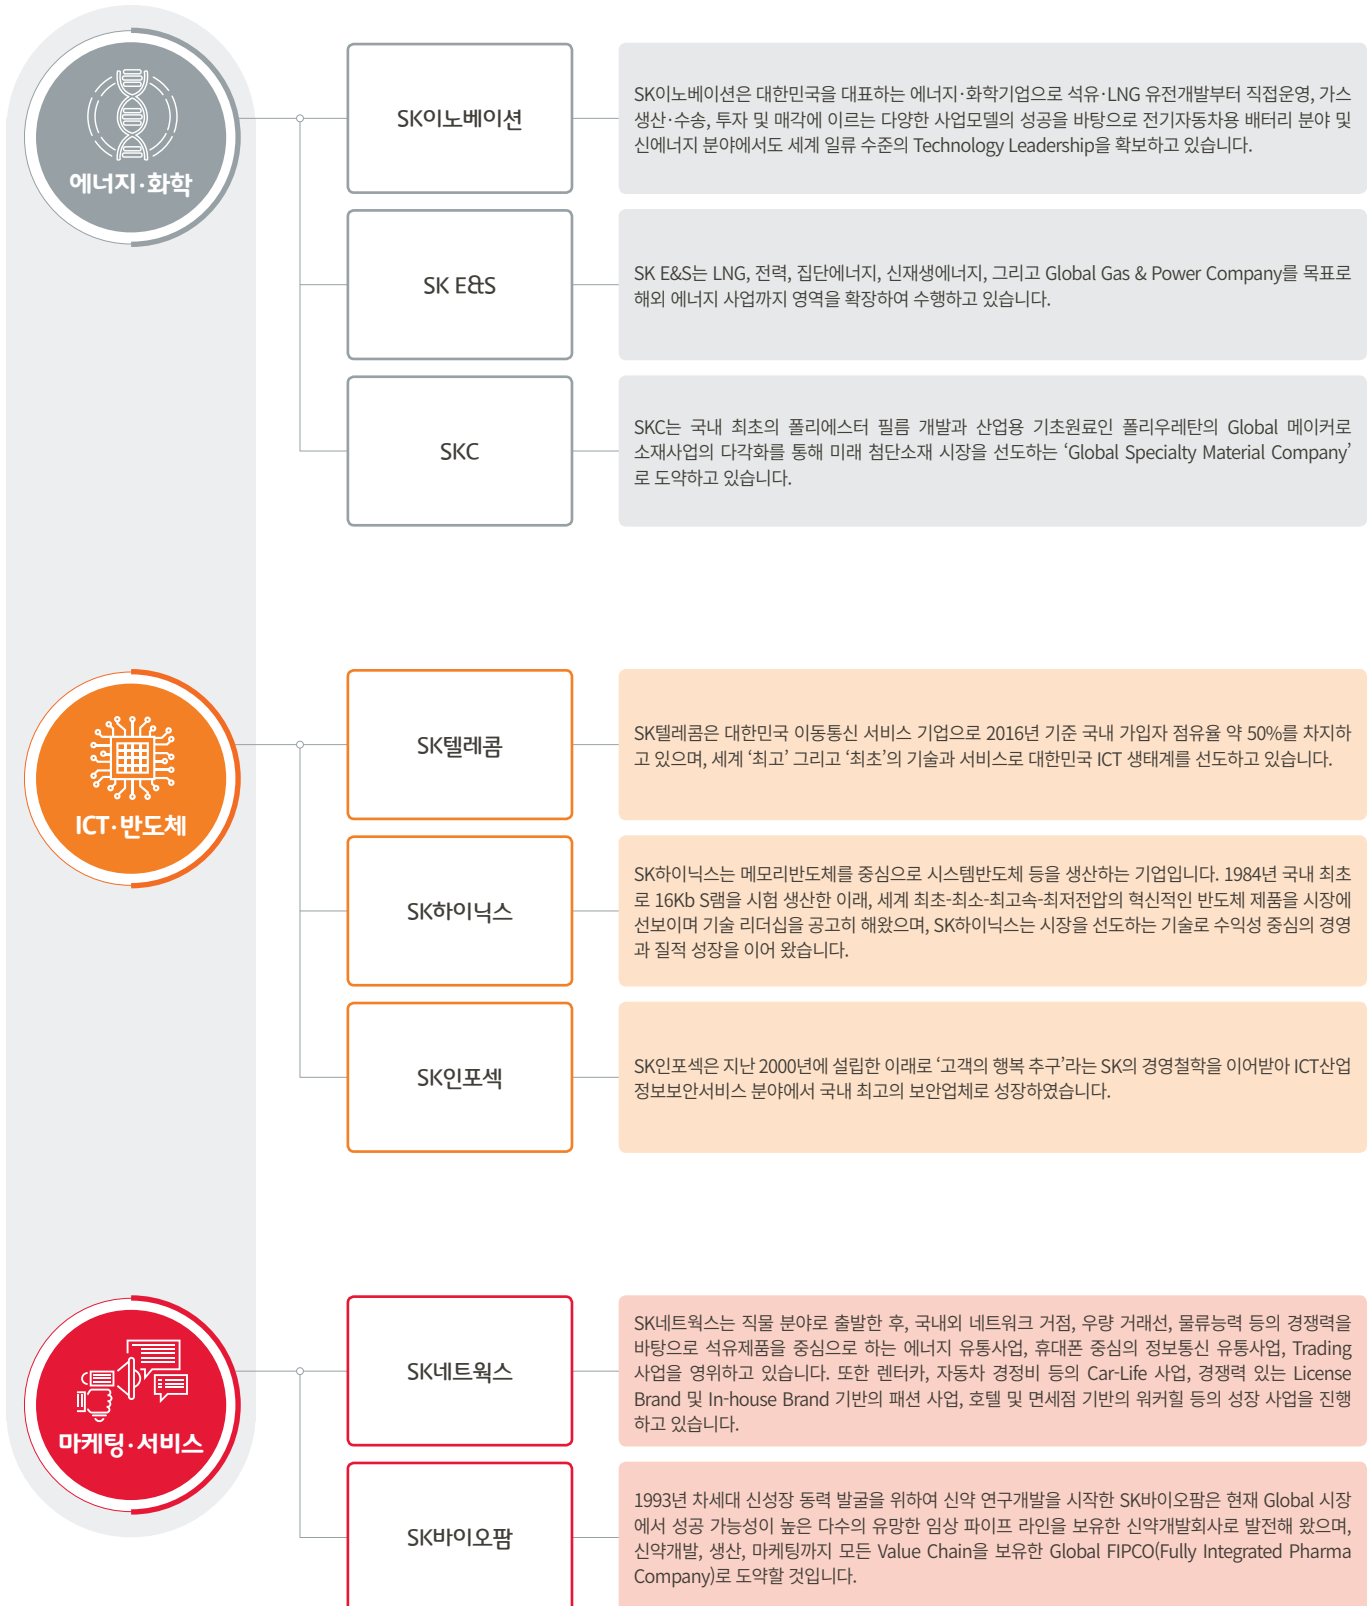 에너지·화학
SK이노베이션
SK이노베이션은 대한민국을 대표하는 에너지·화학기업으로 석유·LNG 유전개발부터 직접운영, 가스
생산·수송, 투자 및 매각에 이르는 다양한 사업모델의 성공을 바탕으로 전기자동차용 배터리 분야 및
신에너지 분야에서도 세계 일류 수준의 Technology Leadership을 확보하고 있습니다.
SK E&S
SK E&S는 LNG, 전력, 집단에너지, 신재생에너지, 그리고 Global Gas & Power Company를 목표로
해외 에너지 사업까지 영역을 확장하여 수행하고 있습니다.
SKC
SKC는 국내 최초의 폴리에스터 필름 개발과 산업용 기초원료인 폴리우레탄의 Global 메이커로
소재사업의 다각화를 통해 미래 첨단소재 시장을 선도하는 ‘Global Specialty Material Company’
로 도약하고 있습니다.
ICT·반도체
SK텔레콤
SK텔레콤은 대한민국 이동통신 서비스 기업으로 2016년 기준 국내 가입자 점유율 약 50%를 차지하
고 있으며, 세계 ‘최고’ 그리고 ‘최초’의 기술과 서비스로 대한민국 ICT 생태계를 선도하고 있습니다.
SK하이닉스
SK하이닉스는 메모리반도체를 중심으로 시스템반도체 등을 생산하는 기업입니다. 1984년 국내 최초
로 16Kb S램을 시험 생산한 이래, 세계 최초-최소-최고속-최저전압의 혁신적인 반도체 제품을 시장에
선보이며 기술 리더십을 공고히 해왔으며, SK하이닉스는 시장을 선도하는 기술로 수익성 중심의 경영
과 질적 성장을 이어 왔습니다.
SK인포섹
SK인포섹은 지난 2000년에 설립한 이래로 ‘고객의 행복 추구’라는 SK의 경영철학을 이어받아 ICT산업
정보보안서비스 분야에서 국내 최고의 보안업체로 성장하였습니다.
마케팅·서비스
SK네트웍스
SK네트웍스는 직물 분야로 출발한 후, 국내외 네트워크 거점, 우량 거래선, 물류능력 등의 경쟁력을
바탕으로 석유제품을 중심으로 하는 에너지 유통사업, 휴대폰 중심의 정보통신 유통사업, Trading
사업을 영위하고 있습니다. 또한 렌터카, 자동차 경정비 등의 Car-Life 사업, 경쟁력 있는 License
Brand 및 In-house Brand 기반의 패션 사업, 호텔 및 면세점 기반의 워커힐 등의 성장 사업을 진행
하고 있습니다.
SK바이오팜
1993년 차세대 신성장 동력 발굴을 위하여 신약 연구개발을 시작한 SK바이오팜은 현재 Global 시장
에서 성공 가능성이 높은 다수의 유망한 임상 파이프 라인을 보유한 신약개발회사로 발전해 왔으며,
신약개발, 생산, 마케팅까지 모든 Value Chain을 보유한 Global FIPCO(Fully Integrated Pharma
Company)로 도약할 것입니다.